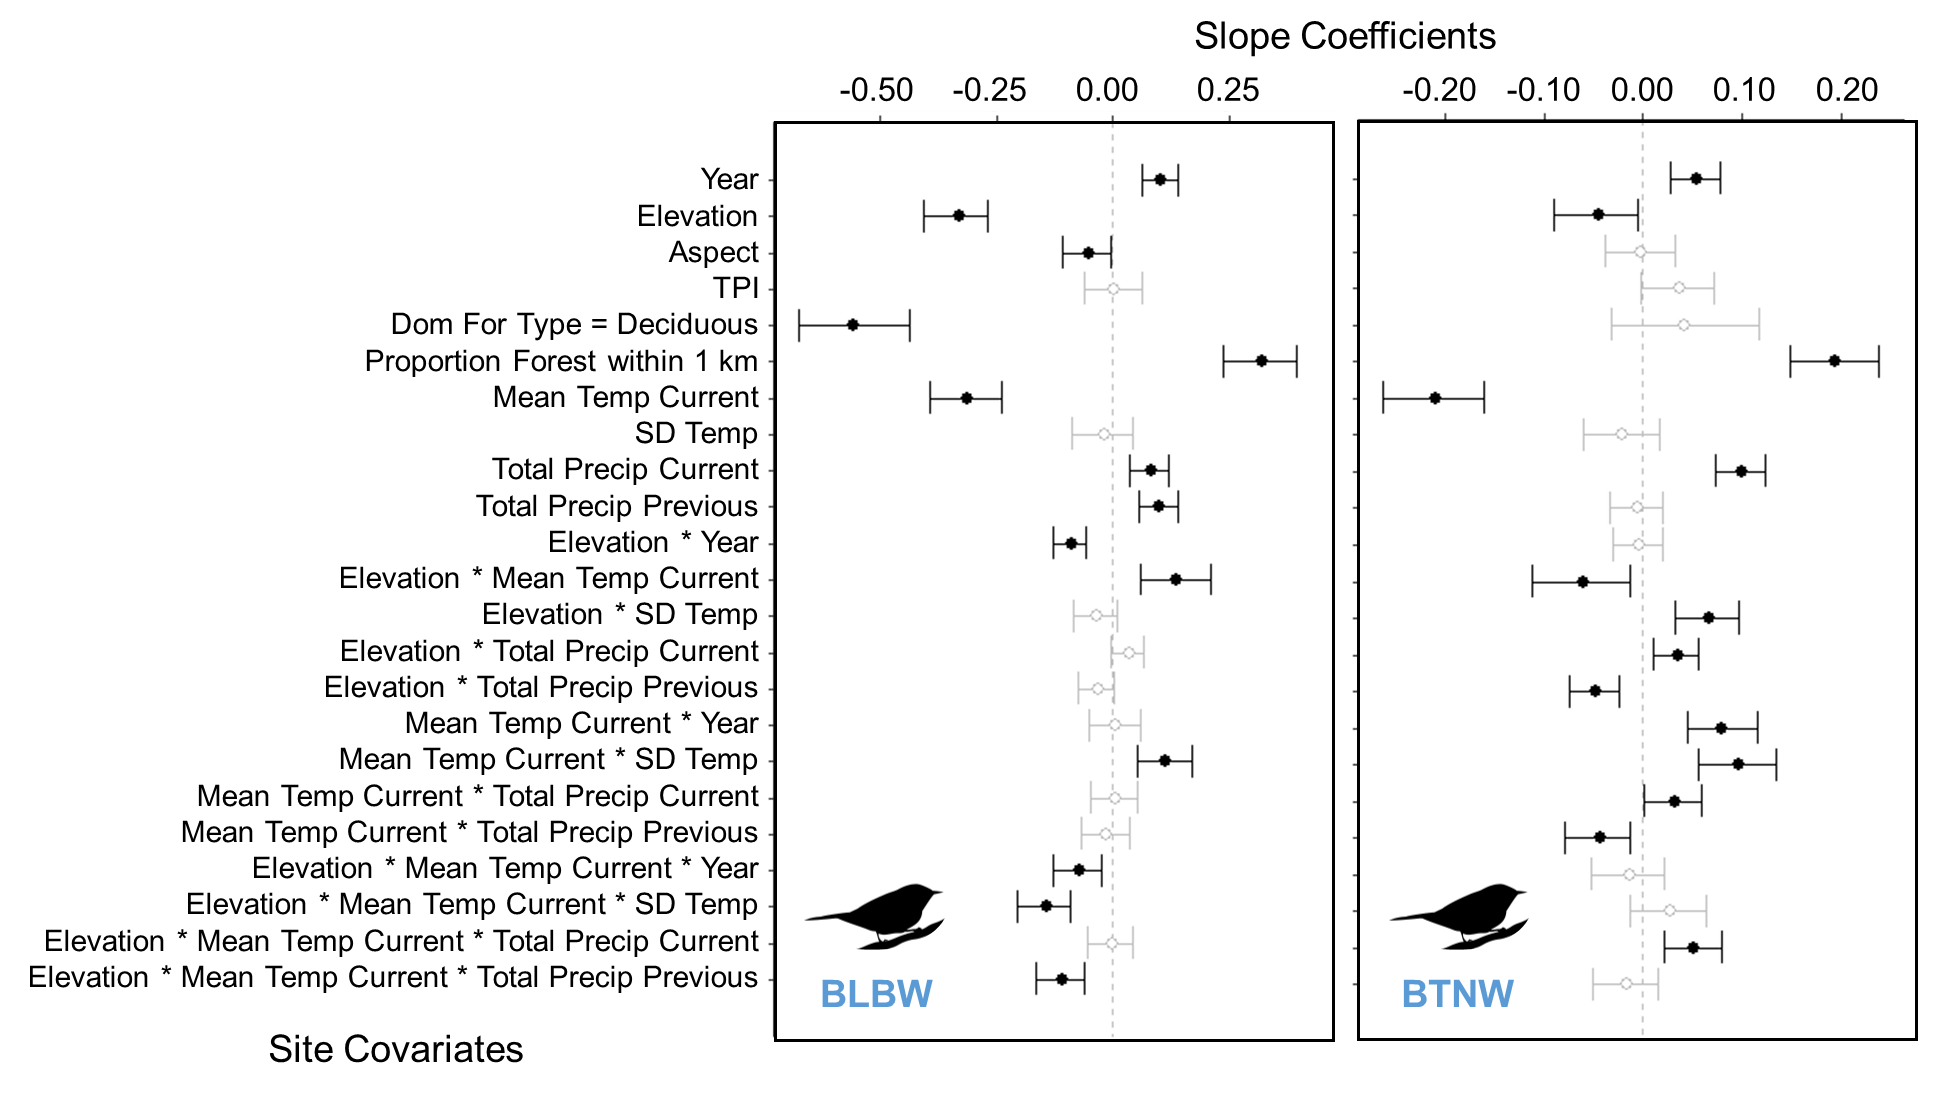 Slope Coefficients
-0.50 -0.25 0.00 0.25 -0.20 -0.10 0.00 0.10 0.20
Year
Elevation
Aspect
TPI
Dom For Type = Deciduous
Proportion Forest within 1 km
Mean Temp Current
SD Temp
Total Precip Current
Total Precip Previous
Elevation * Year
Elevation * Mean Temp Current
Elevation * SD Temp
Elevation * Total Precip Current
Elevation * Total Precip Previous
Mean Temp Current * Year
Mean Temp Current * SD Temp
Mean Temp Current * Total Precip Current
Mean Temp Current * Total Precip Previous
Elevation * Mean Temp Current * Year
Elevation * Mean Temp Current * SD Temp
Elevation * Mean Temp Current * Total Precip Current
Elevation * Mean Temp Current * Total Precip Previous
BLBW BTNW
Site Covariates